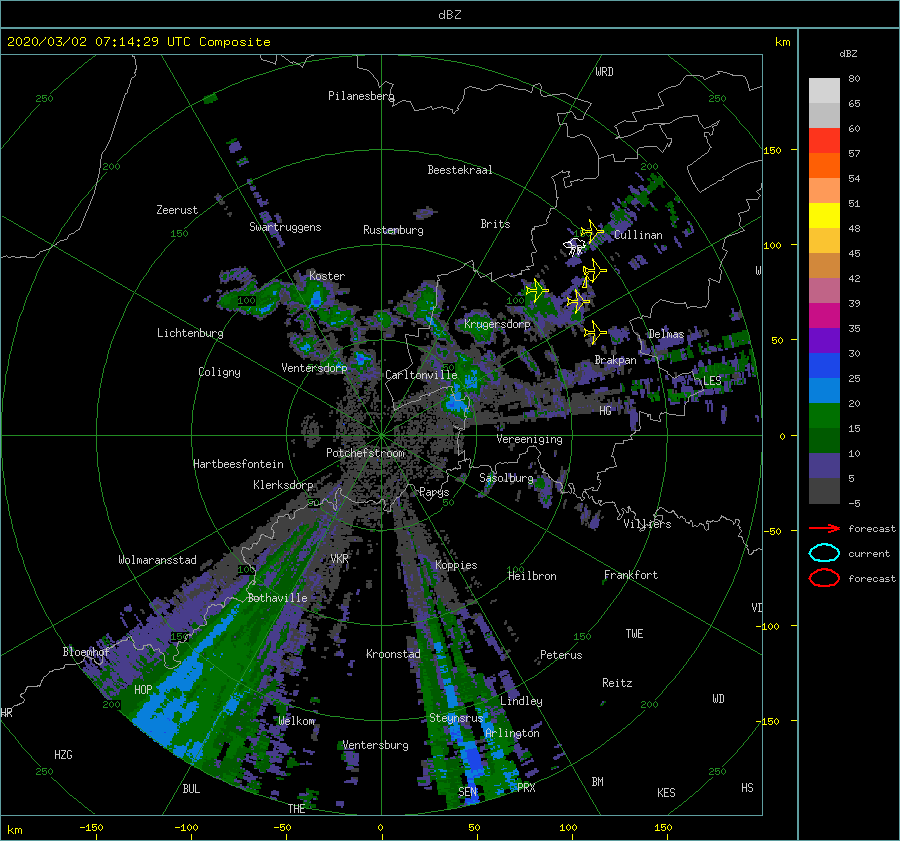 dBZ
2020/03/02 07:14:29 UTC Composite
km
dBZ
WRD
250
250
Pilanesberg
80
65
60
57
54
51
48
45
42
39
35
30
25
20
15
10
5
-5
150
200
200
Beestekraal
Zeerust
Swartruggens
150
Rustenburg
Brits
Cullinan
100
W
Koster
100
100
Lichtenburg
Krugersdorp
Delmas
50
Coligny
Ventersdorp
Carltonville
50
Brakpan
LES
HG
0
Vereeniging
Potchefstroom
Hartbeesfontein
Klerksdorp
Parys
Sasolburg
50
50
Villiers
-50
forecast
current
forecast
Wolmaransstad
VKR
Koppies
100
100
Heilbron
Frankfort
Bothaville
VD
-100
150
150
TWE
Bloemhof
Kroonstad
Peterus
Reitz
HOP
WD
200
200
HR
Lindley
Welkom
Steynsrus
Arlington
-150
HZG
Ventersburg
250
250
BUL
THE
SEN
PRX
BM
KES
HS
km
-150
-100
-50
0
50
100
150